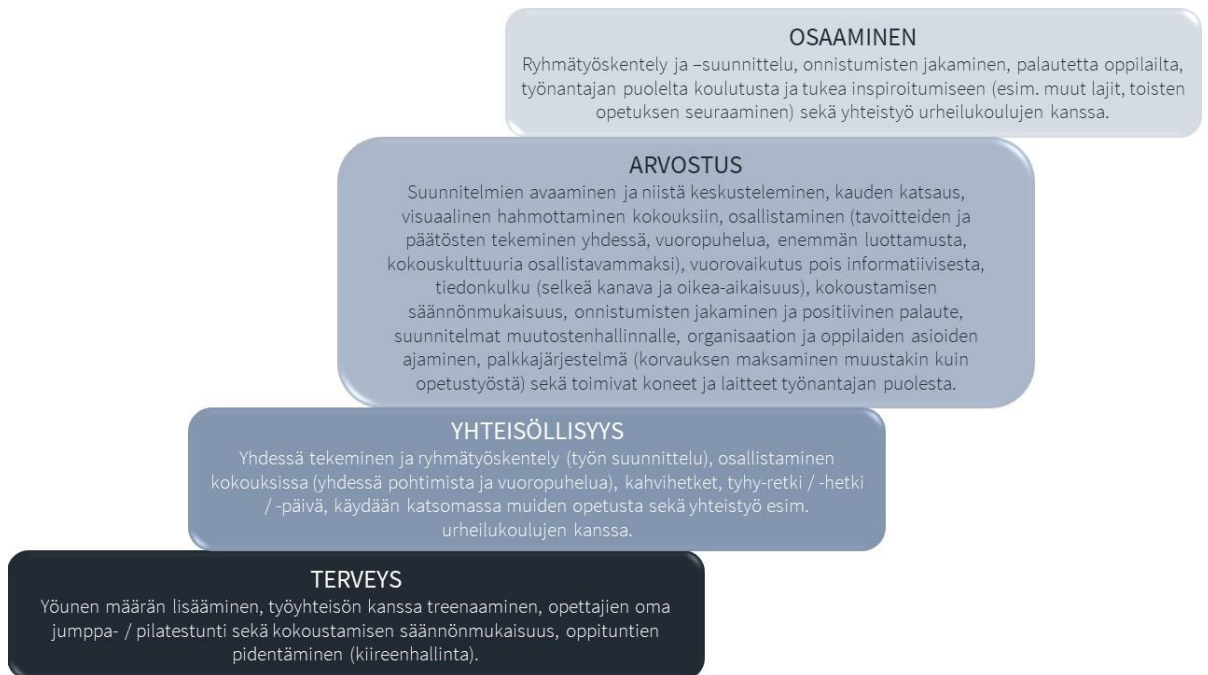 OSAAMINEN
Ryhmätyöskentely ja –suunnittelu, onnistumisten jakaminen, palautetta oppilailta,
työnantajan puolelta koulutusta ja tukea inspiroitumiseen (esim. muut lajit, toisten
opetuksen seuraaminen) sekä yhteistyö urheilukoulujen kanssa.
ARVOSTUS
Suunnitelmien avaaminen ja niistä keskusteleminen, kauden katsaus,
visuaalinen hahmottaminen kokouksiin, osallistaminen (tavoitteiden ja
päätösten tekeminen yhdessä, vuoropuhelua, enemmän luottamusta,
kokouskulttuuria osallistavammaksi), vuorovaikutus pois informatiivisesta,
tiedonkulku (selkeä kanava ja oikea-aikaisuus), kokoustamisen
säännönmukaisuus, onnistumisten jakaminen ja positiivinen palaute,
suunnitelmat muutostenhallinnalle, organisaation ja oppilaiden asioiden
ajaminen, palkkajärjestelmä (korvauksen maksaminen muustakin kuin
opetustyöstä) sekä toimivat koneet ja laitteet työnantajan puolesta.
YHTEISÖLLISYYS
Yhdessä tekeminen ja ryhmätyöskentely (työn suunnittelu), osallistaminen
kokouksissa (yhdessä pohtimista ja vuoropuhelua), kahvihetket, tyhy-retki / -hetki
/ -päivä, käydään katsomassa muiden opetusta sekä yhteistyö esim.
urheilukoulujen kanssa.
TERVEYS
Yöunen määrän lisääminen, työyhteisön kanssa treenaaminen, opettajien oma
jumppa- / pilatestunti sekä kokoustamisen säännönmukaisuus, oppituntien
pidentäminen (kiireenhallinta).